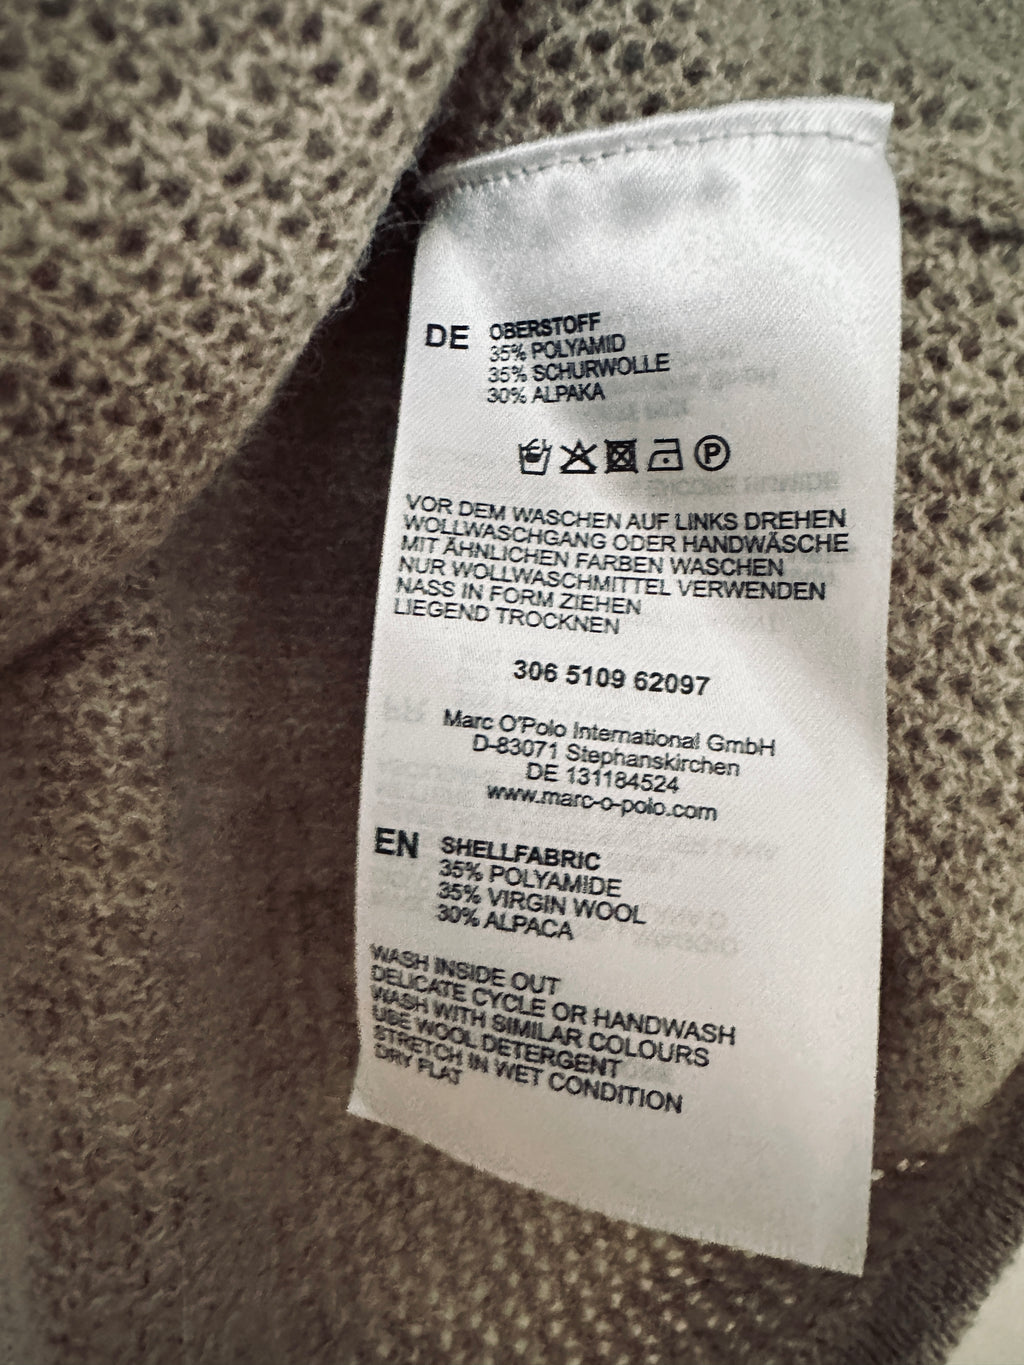 DE OBERSTOFF
35% POLYAMID
35% SCHURWOLLE
30% ALPAKA
P
VOR DEM WASCHEN AUF LINKS DREHEN
WOLLWASCHGANG ODER HANDWÄSCHE
MIT ÄHNLICHEN FARBEN WASCHEN
NUR WOLLWASCHMITTEL VERWENDEN
NASS IN FORM ZIEHEN
LIEGEND TROCKNEN
306 5109 62097
Marc O'Polo International GmbH
D-83071 Stephanskirchen
DE 131184524
www.marc-o-polo.com
EN SHELLFABRIC
35% POLYAMIDE
35% VIRGIN WOOL
30% ALPACA
WASH INSIDE OUT
DELICATE CYCLE OR HANDWASH
WASH WITH SIMILAR COLOURS
USE WOOL DETERGENT
STRETCH IN WET CONDITION
DRY FLAT